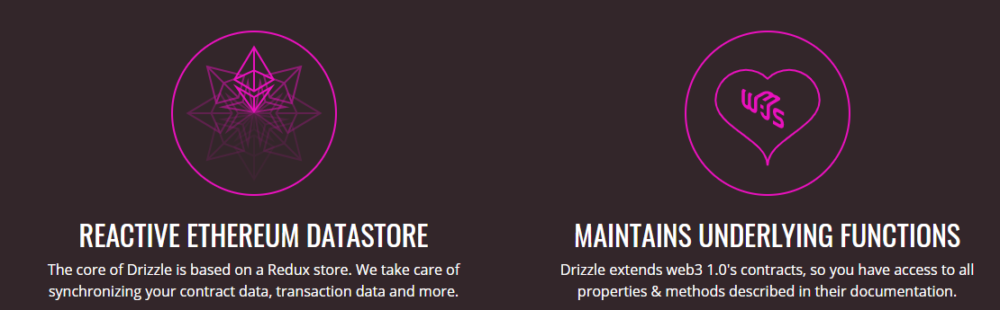 W3JS
REACTIVE ETHEREUM DATASTORE
The core of Drizzle is based on a Redux store. We take care of
synchronizing your contract data, transaction data and more.
MAINTAINS UNDERLYING FUNCTIONS
Drizzle extends web3 1.0's contracts, so you have access to all
properties & methods described in their documentation.